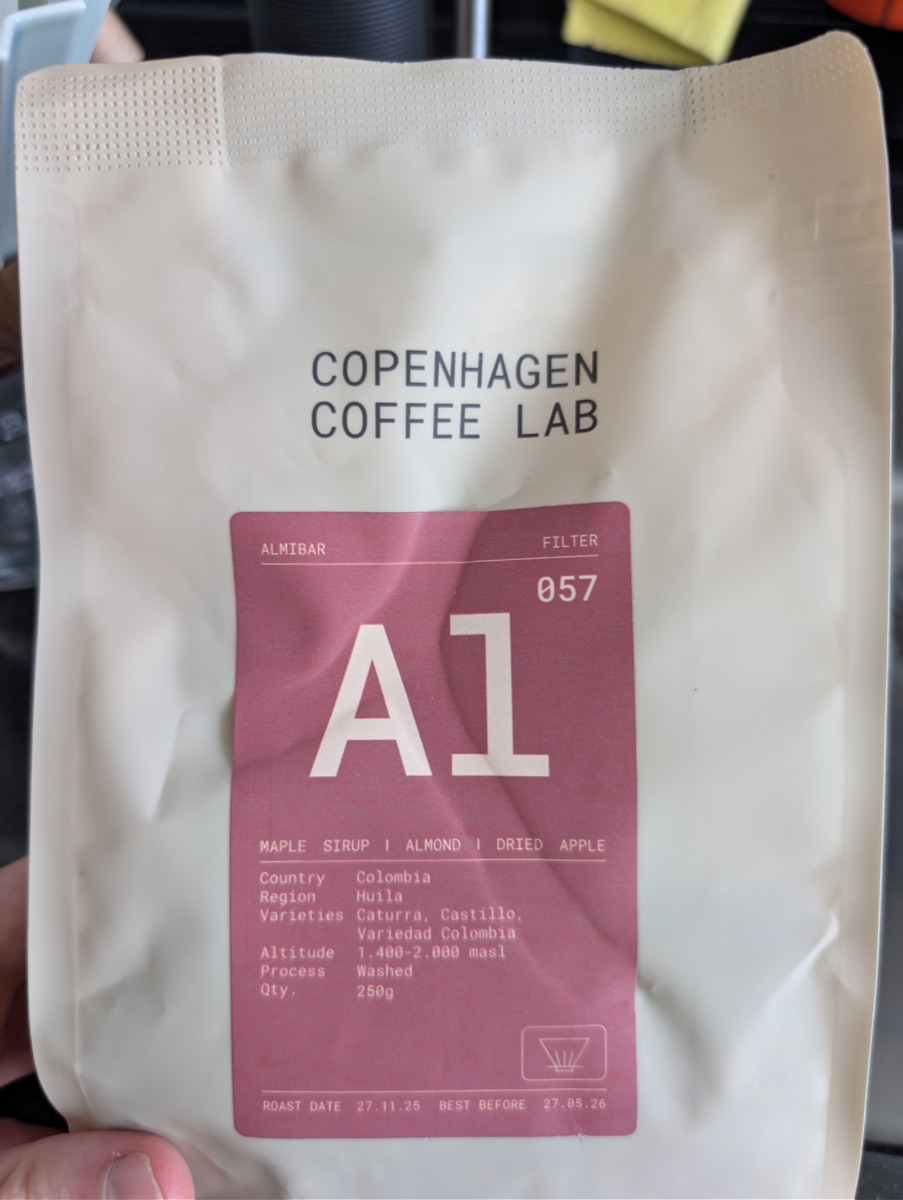 COPENHAGEN
COFFEE LAB
ALMIBAR FILTER
057
A1
MAPLE SIRUP | ALMOND | DRIED APPLE
Country Colombia
Region Huila
Varieties Caturra, Castillo,
Variedad Colombia
Altitude 1.400-2.000 masl
Process Washed
Qty. 250g
ROAST DATE 27.11.25 BEST BEFORE 27.05.26